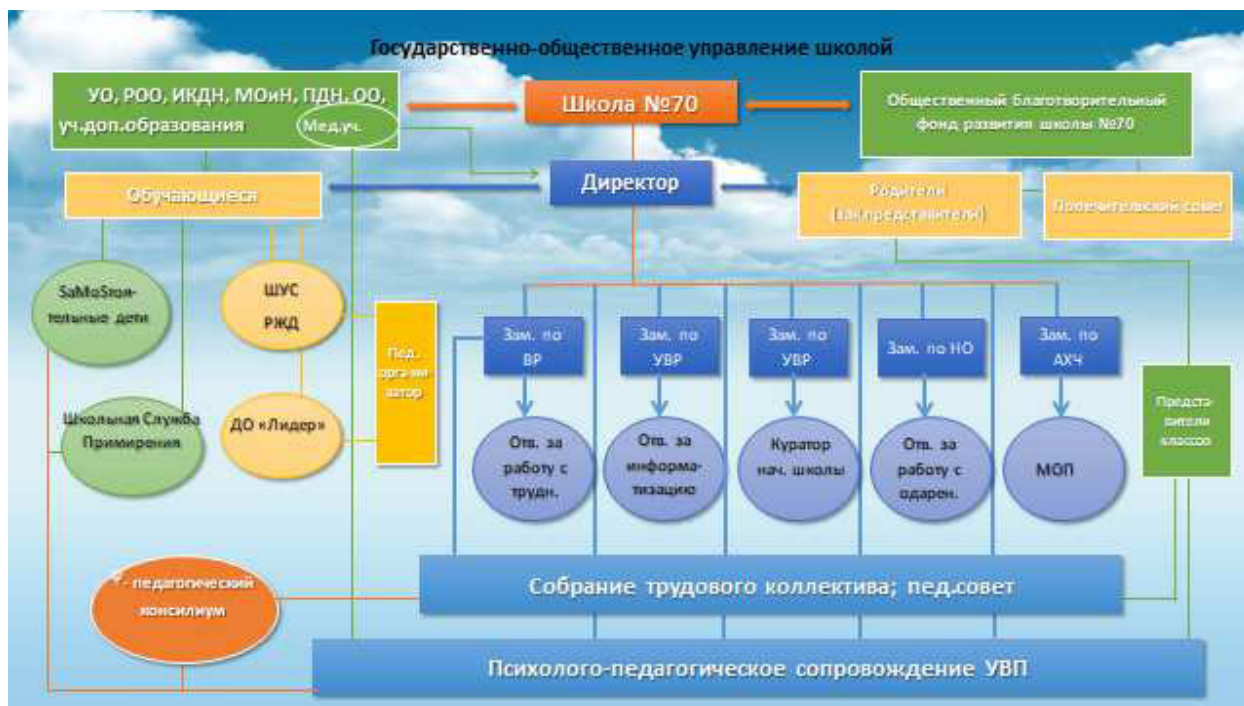 Государственно-общественное управление школой
УО, РОО, ИКДН, МОиН, ПДН, ОО,
уч.доп.образования
Мед.уч.
Школа №70
Общественный благотворительный
фонд развития школы №70
Обучающиеся
Директор
Родители
(зак.представители)
Попечительский совет
SaMoStоя-
тельные дети
ШУС
РЖД
Пед.
орга-ни
затор
Зам. по
ВР
Зам. по
УВР
Зам. по
УВР
Зам. по НО
Зам. по
АХЧ
Школьная Служба
Примирения
ДО «Лидер»
Отв. за
работу с
трудн.
Отв. за
информа-
тизацию
Куратор
нач. школы
Отв. за
работу с
одарен.
МОП
Предста-
вители
классов
- педагогический
консилиум
Собрание трудового коллектива; пед.совет
Психолого-педагогическое сопровождение УВП